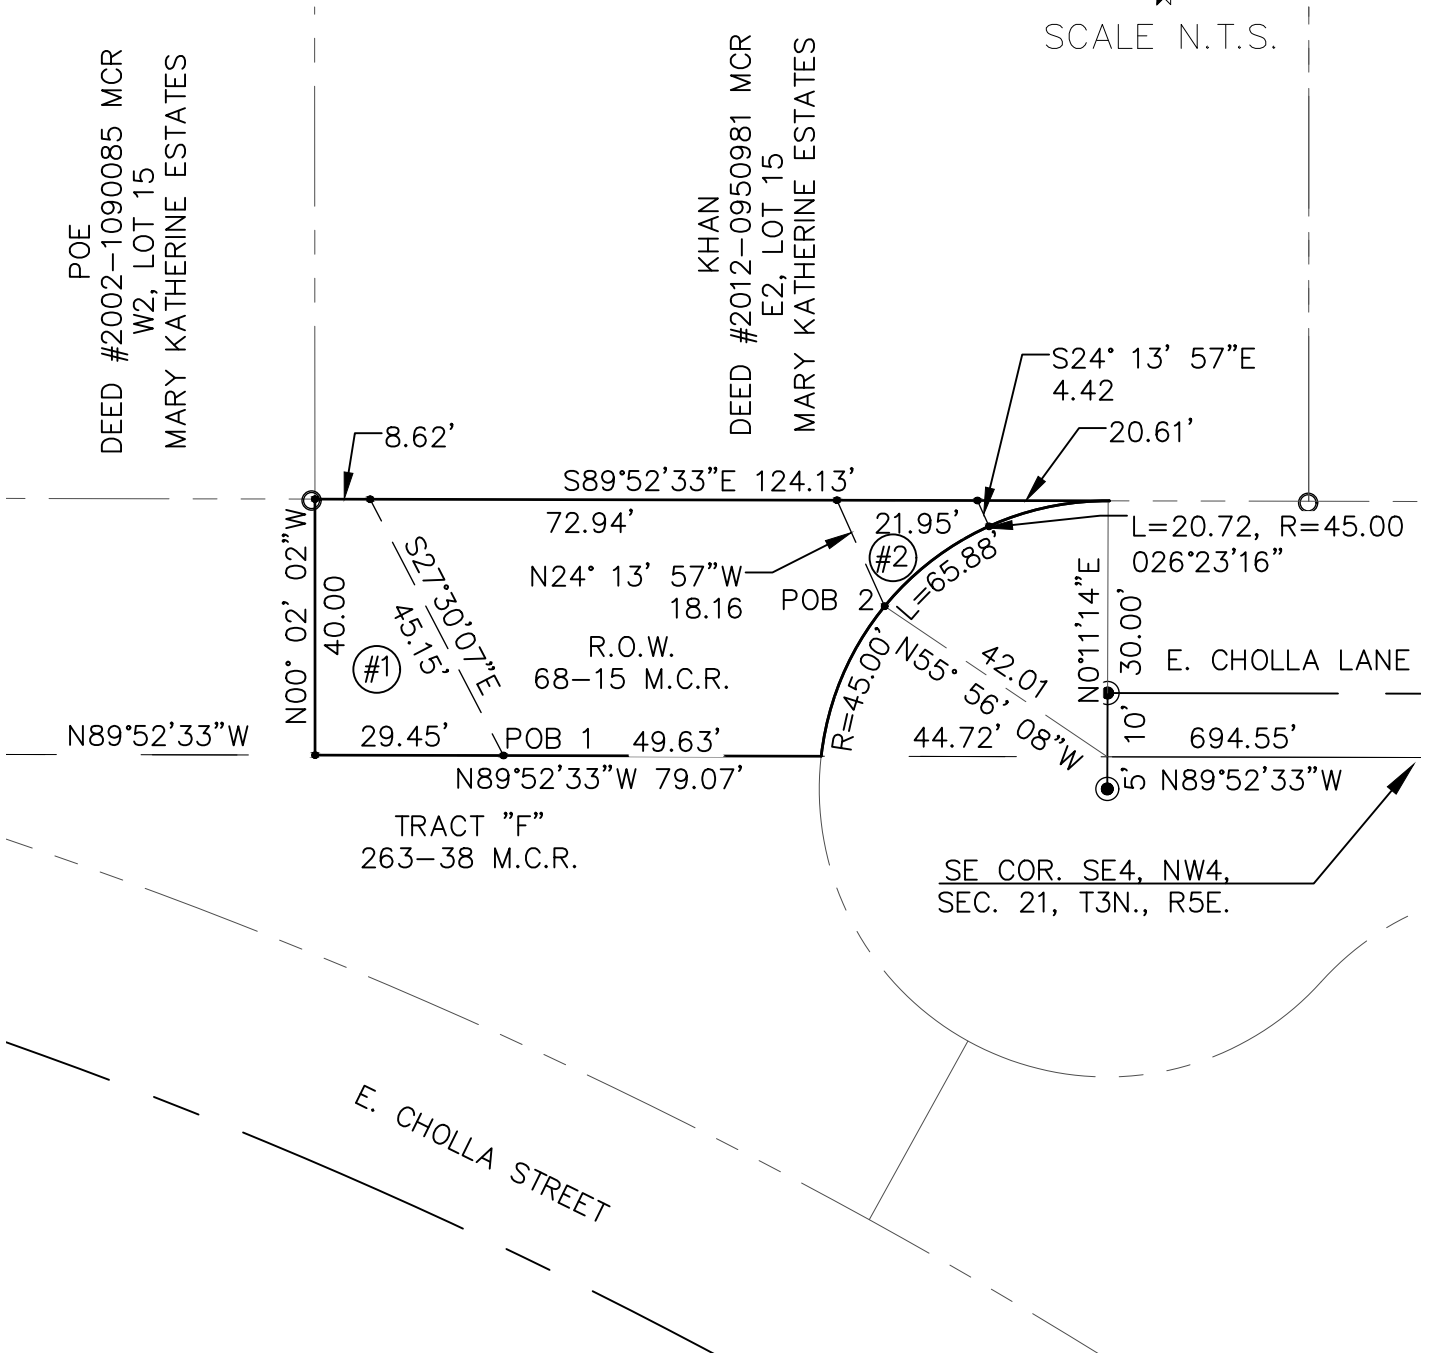 SCALE N.T.S.
POE
DEED #2002-1090085 MCR
W2, LOT 15
MARY KATHERINE ESTATES
KHAN
DEED #2012-0950981 MCR
E2, LOT 15
MARY KATHERINE ESTATES
S24° 13' 57"E
4.42
20.61'
8.62'
S89°52'33"E 124.13'
72.94'
21.95'
L=20.72, R=45.00
026°23'16"
N24° 13' 57"W
18.16
#2
POB 2
L=65.88'
R=45.00'
N00° 02' 02"W
40.00
S27°30'07"E
45.15'
#1
R.O.W.
68-15 M.C.R.
N55° 56' 08"W
42.01
N0°11'14"E
30.00'
10'
5'
E. CHOLLA LANE
N89°52'33"W
29.45'
POB 1
49.63'
44.72'
694.55'
N89°52'33"W 79.07'
N89°52'33"W
TRACT "F"
263-38 M.C.R.
SE COR. SE4, NW4,
SEC. 21, T3N., R5E.
E. CHOLLA STREET